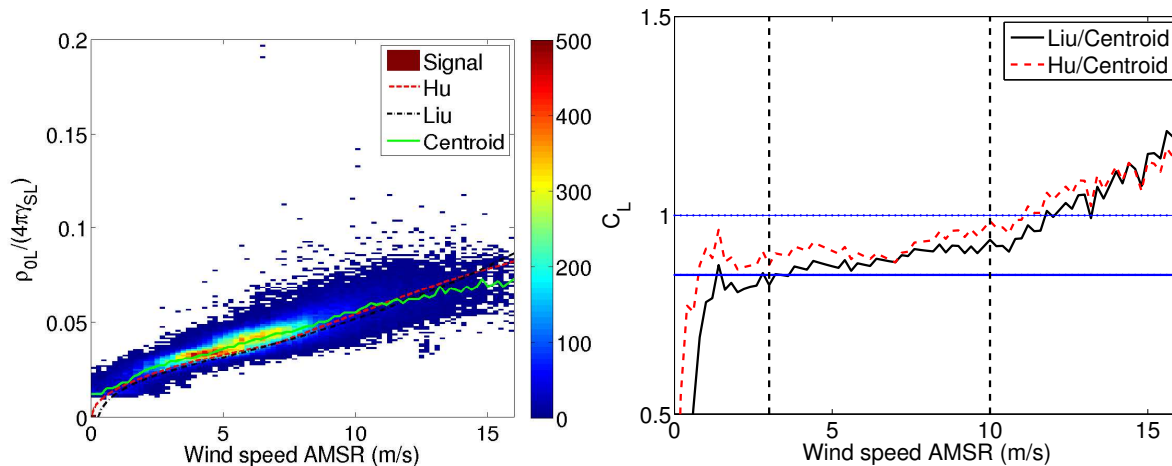 0.2
0.15
0.1
0.05
0
ρ0L/(4πγSL)
0 5 10 15
Wind speed AMSR (m/s)
Signal
Hu
Liu
Centroid
500
400
300
200
100
0
1.5
1
0.5
CL
0 5 10 15
Wind speed AMSR (m/s)
Liu/Centroid
Hu/Centroid